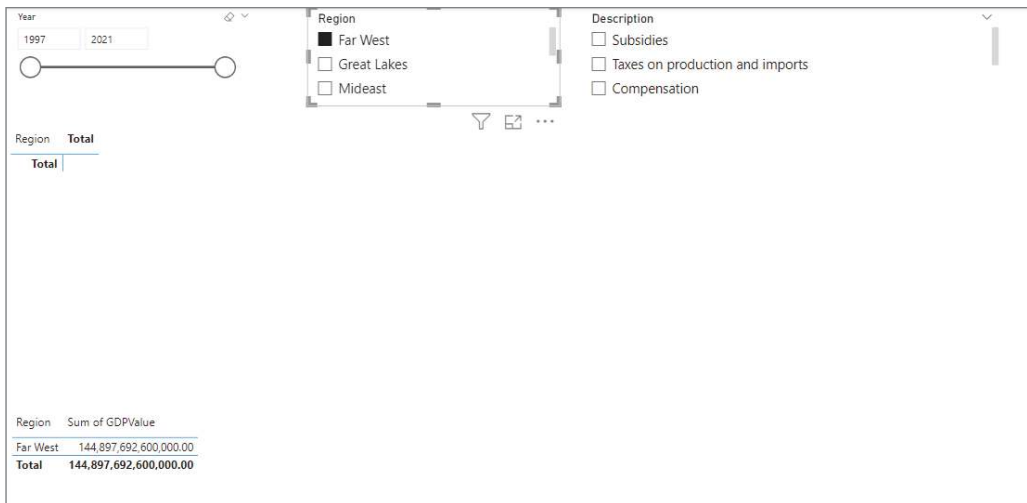 Year
1997 2021
Region
Far West
Great Lakes
Mideast
Description
Subsidies
Taxes on production and imports
Compensation
Region Total
Total
Region Sum of GDPValue
Far West 144,897,692,600,000.00
Total 144,897,692,600,000.00